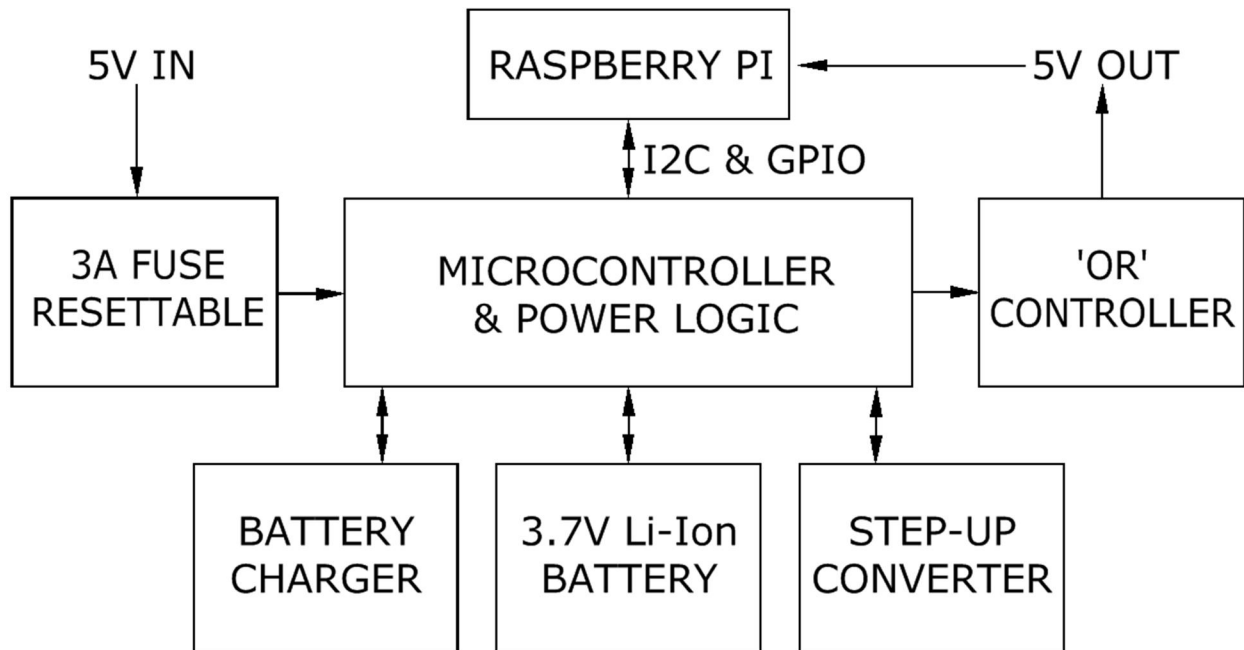 5V IN
RASPBERRY PI
5V OUT
I2C & GPIO
3A FUSE
RESETTABLE
MICROCONTROLLER
& POWER LOGIC
'OR'
CONTROLLER
BATTERY
CHARGER
3.7V Li-Ion
BATTERY
STEP-UP
CONVERTER